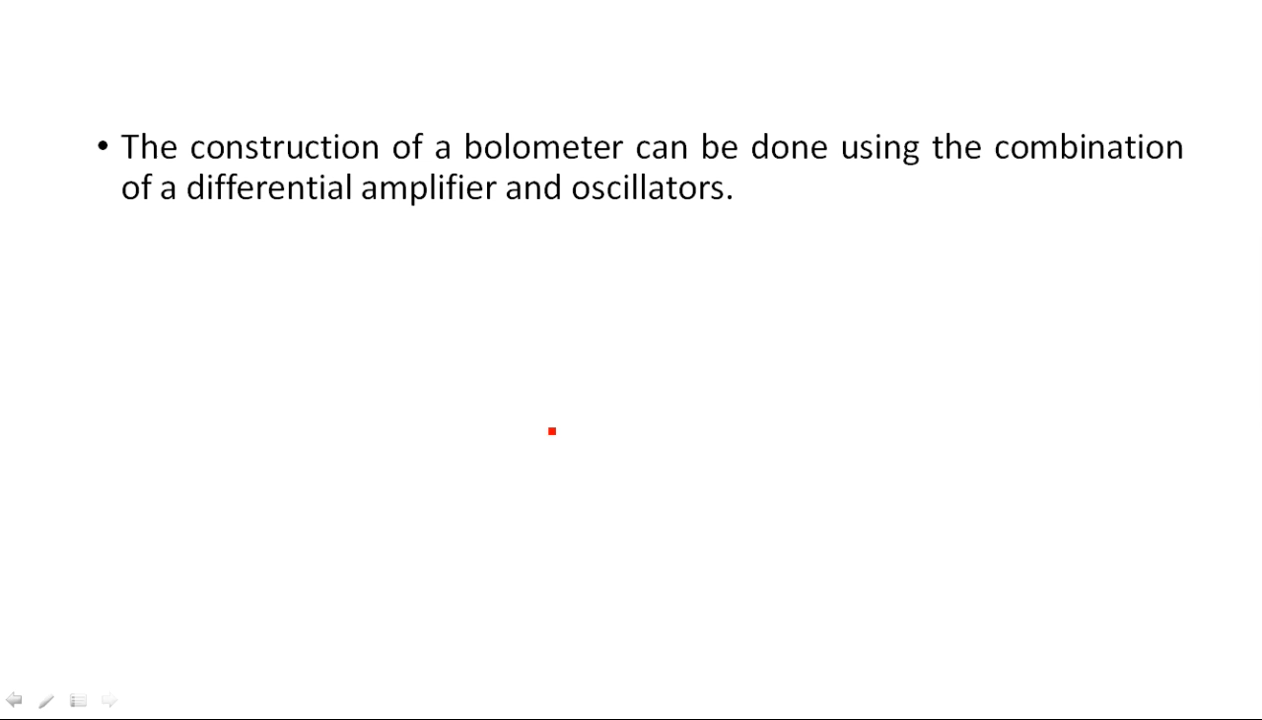 • The construction of a bolometer can be done using the combination
of a differential amplifier and oscillators.